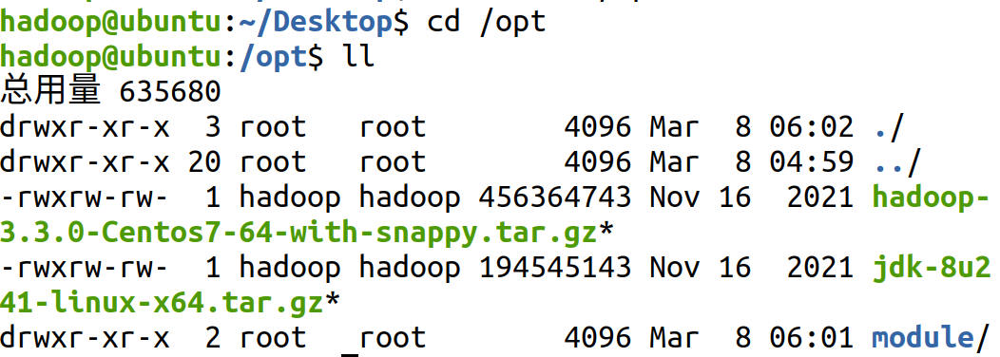 hadoop@ubuntu:~/Desktop$ cd /opt
hadoop@ubuntu:/opt$ ll
总用量 635680
drwxr-xr-x  3 root   root        4096 Mar  8 06:02 ./
drwxr-xr-x 20 root   root        4096 Mar  8 04:59 ../
-rwxrw-rw-  1 hadoop hadoop 456364743 Nov 16  2021 hadoop-
3.3.0-Centos7-64-with-snappy.tar.gz*
-rwxrw-rw-  1 hadoop hadoop 194545143 Nov 16  2021 jdk-8u2
41-linux-x64.tar.gz*
drwxr-xr-x  2 root   root        4096 Mar  8 06:01 module/